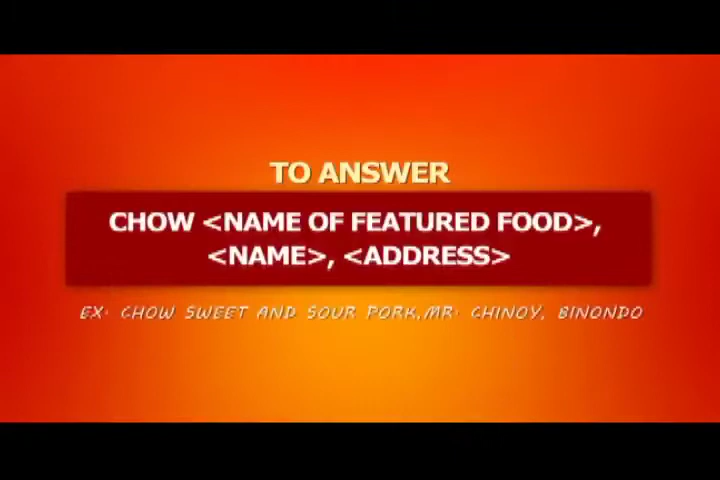 TO ANSWER
CHOW <NAME OF FEATURED FOOD>,
<NAME>, <ADDRESS>
EX: CHOW SWEET AND SOUR PORK,MR. CHINOY, BINONDO